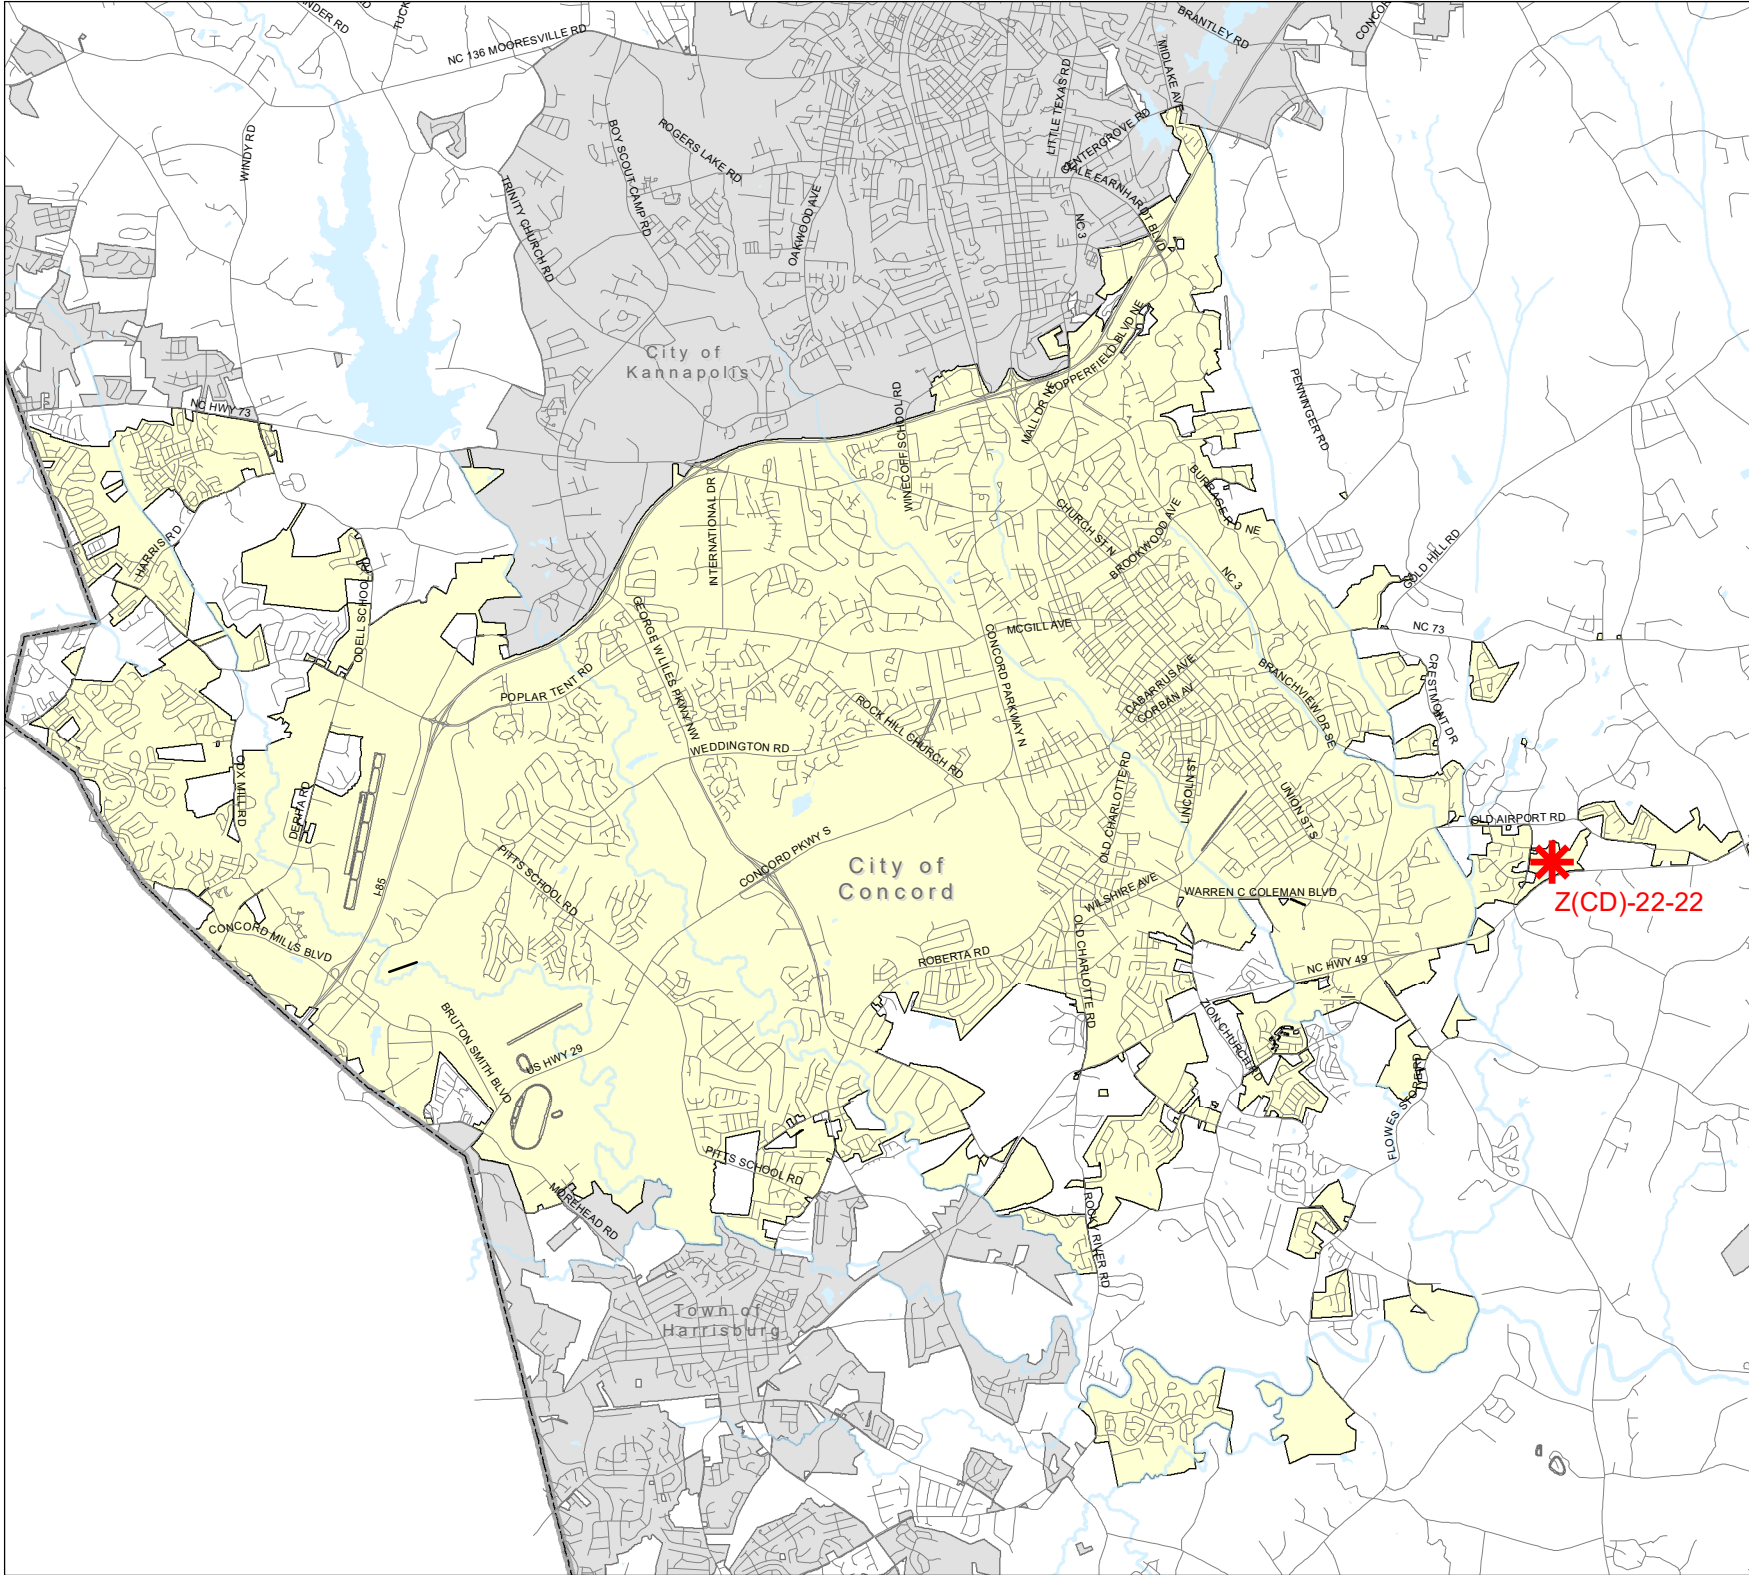 BRANTLEY RD
NC 136 MOORESVILLE RD
MIDLAKE AVE
LITTLE TEXAS RD
WINDY RD
BOY SCOUT CAMP RD
ROGERS LAKE RD
TRINITY CHURCH RD
OAKWOOD AVE
DALE EARNHARDT BLVD
NC 3
City of
Kannapolis
COPPERFIELD BLVD NE
MALL DR NE
PENNINGER RD
NC HWY 73
WINECOFF SCHOOL RD
INTERNATIONAL DR
CHURCH ST N
BROOKWOOD AVE
BURRAGE RD NE
HARRIS RD
GOLD HILL RD
NC 3
ODELL SCHOOL RD
GEORGE W LILES PKWY NW
MCGILL AVE
NC 73
CONCORD PARKWAY N
CRESTMONT DR
POPLAR TENT RD
CABARRUS AVE
CORBAN AV
BRANCHVIEW DR SE
ROCK HILL CHURCH RD
WEDDINGTON RD
COX MILL RD
DERITA RD
OLD CHARLOTTE RD
LINCOLN ST
UNION ST S
OLD AIRPORT RD
PITTS SCHOOL RD
CONCORD PKWY S
City of
Concord
I-85
WILSHIRE AVE
WARREN C COLEMAN BLVD
Z(CD)-22-22
CONCORD MILLS BLVD
ROBERTA RD
OLD CHARLOTTE RD
NC HWY 49
BRUTON SMITH BLVD
US HWY 29
ZION CHURCH RD
PITTS SCHOOL RD
MOREHEAD RD
ROCKY RIVER RD
Town of
Harrisburg